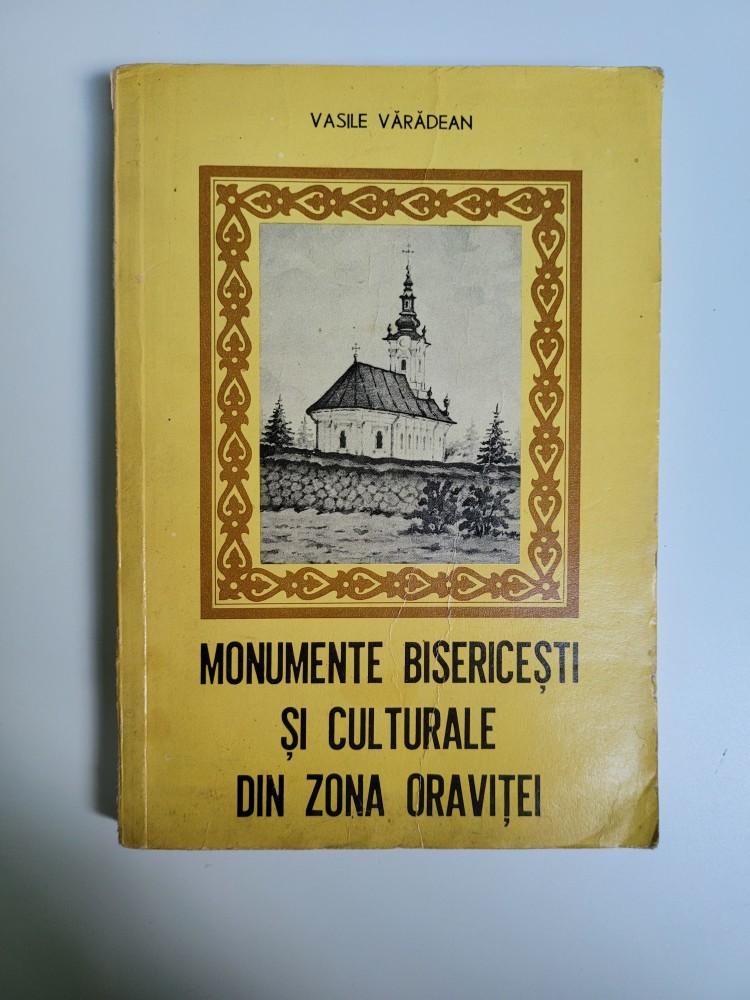 VASILE VĂRĂDEAN
MONUMENTE BISERICEȘTI
ȘI CULTURALE
DIN ZONA ORAVIȚEI